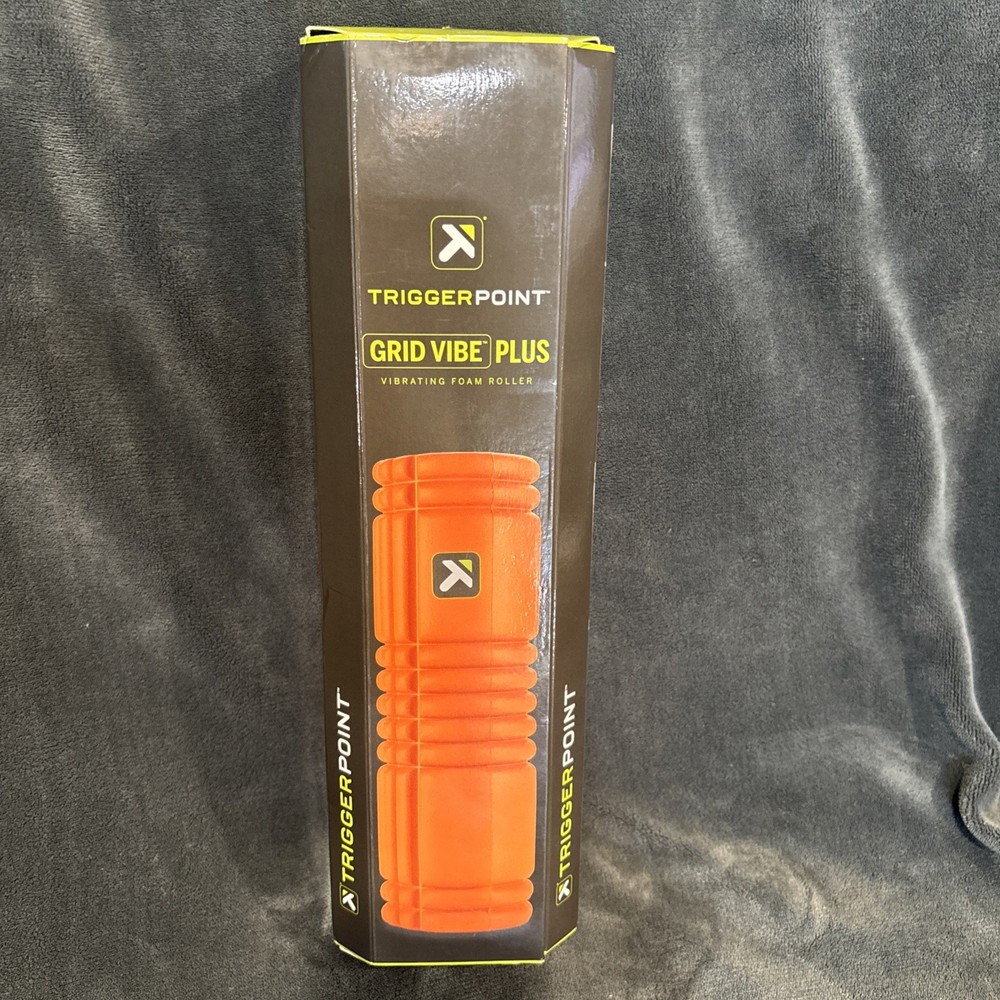 TRIGGERPOINT™
GRID VIBE™ PLUS
VIBRATING FOAM ROLLER
TRIGGERPOINT™
TRIGGERPOINT™